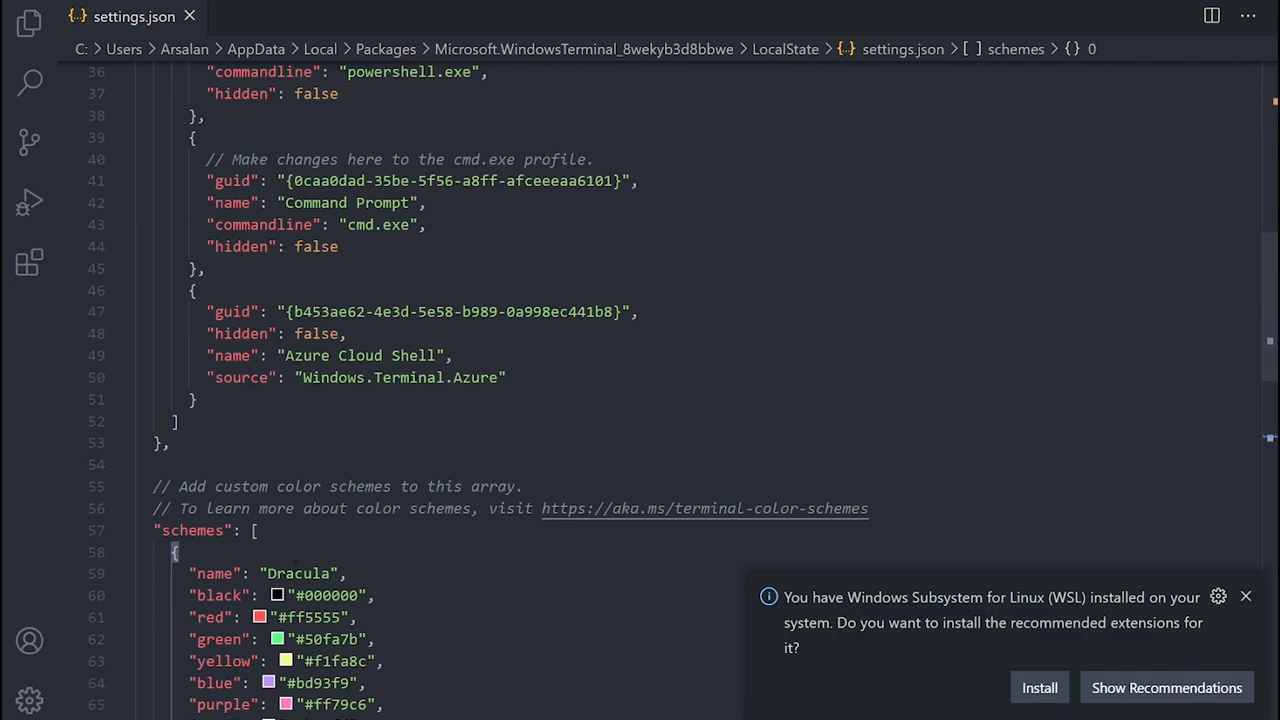 settings.json
C: > Users > Arsalan > AppData > Local > Packages > Microsoft.WindowsTerminal_8wekyb3d8bbwe > LocalState > {..} settings.json > [ ] schemes > {} 0
36 "commandline": "powershell.exe",
37 "hidden": false
38 },
39 {
40 // Make changes here to the cmd.exe profile.
41 "guid": "{0caa0dad-35be-5f56-a8ff-afceeeaa6101}",
42 "name": "Command Prompt",
43 "commandline": "cmd.exe",
44 "hidden": false
45 },
46 {
47 "guid": "{b453ae62-4e3d-5e58-b989-0a998ec441b8}",
48 "hidden": false,
49 "name": "Azure Cloud Shell",
50 "source": "Windows.Terminal.Azure"
51 }
52 ]
53 },
54
55 // Add custom color schemes to this array.
56 // To learn more about color schemes, visit https://aka.ms/terminal-color-schemes
57 "schemes": [
58 {
59 "name": "Dracula",
60 "black": "#000000",
61 "red": "#ff5555",
62 "green": "#50fa7b",
63 "yellow": "#f1fa8c",
64 "blue": "#bd93f9",
65 "purple": "#ff79c6",
You have Windows Subsystem for Linux (WSL) installed on your
system. Do you want to install the recommended extensions for
it?
Install
Show Recommendations